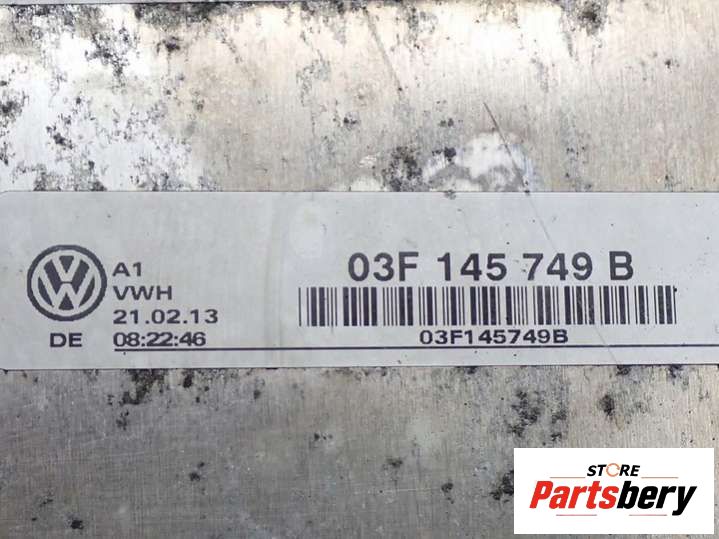 A1
VWH
21.02.13
DE 08:22:46
03F 145 749 B
03F145749B
STORE
Partsbery